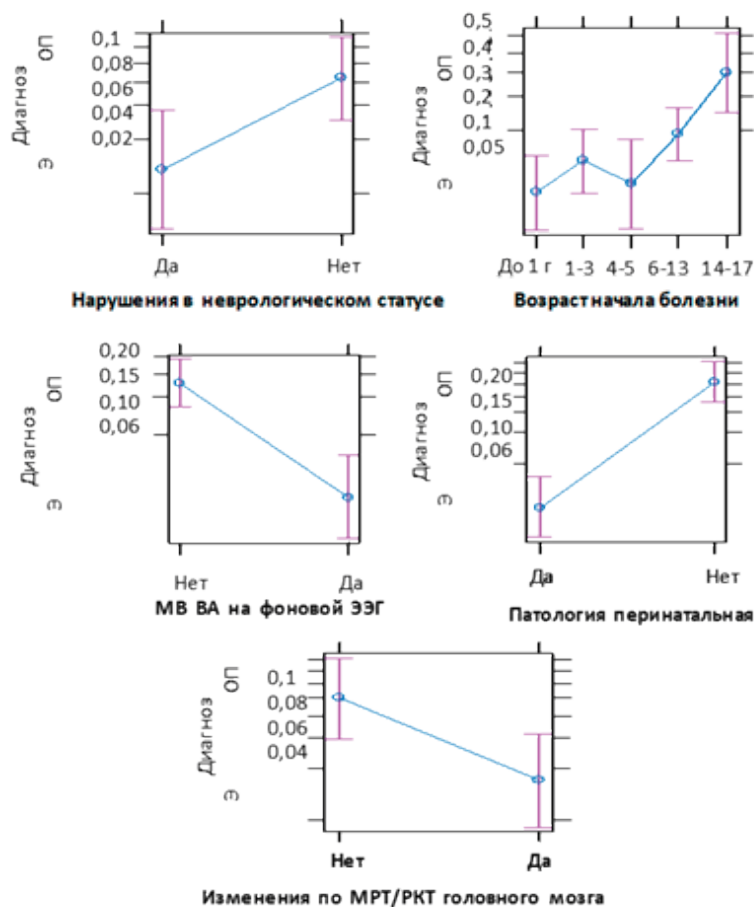 0,1
0,08
0,06
0,04
0,02
Диагноз
ОП
Э
Да Нет
Нарушения в неврологическом статусе
0,5
0,4
0,3
0,2
0,1
0,05
Диагноз
ОП
Э
До 1 г 1-3 4-5 6-13 14-17
Возраст начала болезни
0,20
0,15
0,10
0,06
Диагноз
ОП
Э
Нет Да
МВ ВА на фоновой ЭЭГ
0,20
0,15
0,10
0,06
Диагноз
ОП
Э
Да Нет
Патология перинатальная
0,1
0,08
0,06
0,04
Диагноз
ОП
Э
Нет Да
Изменения по МРТ/РКТ головного мозга